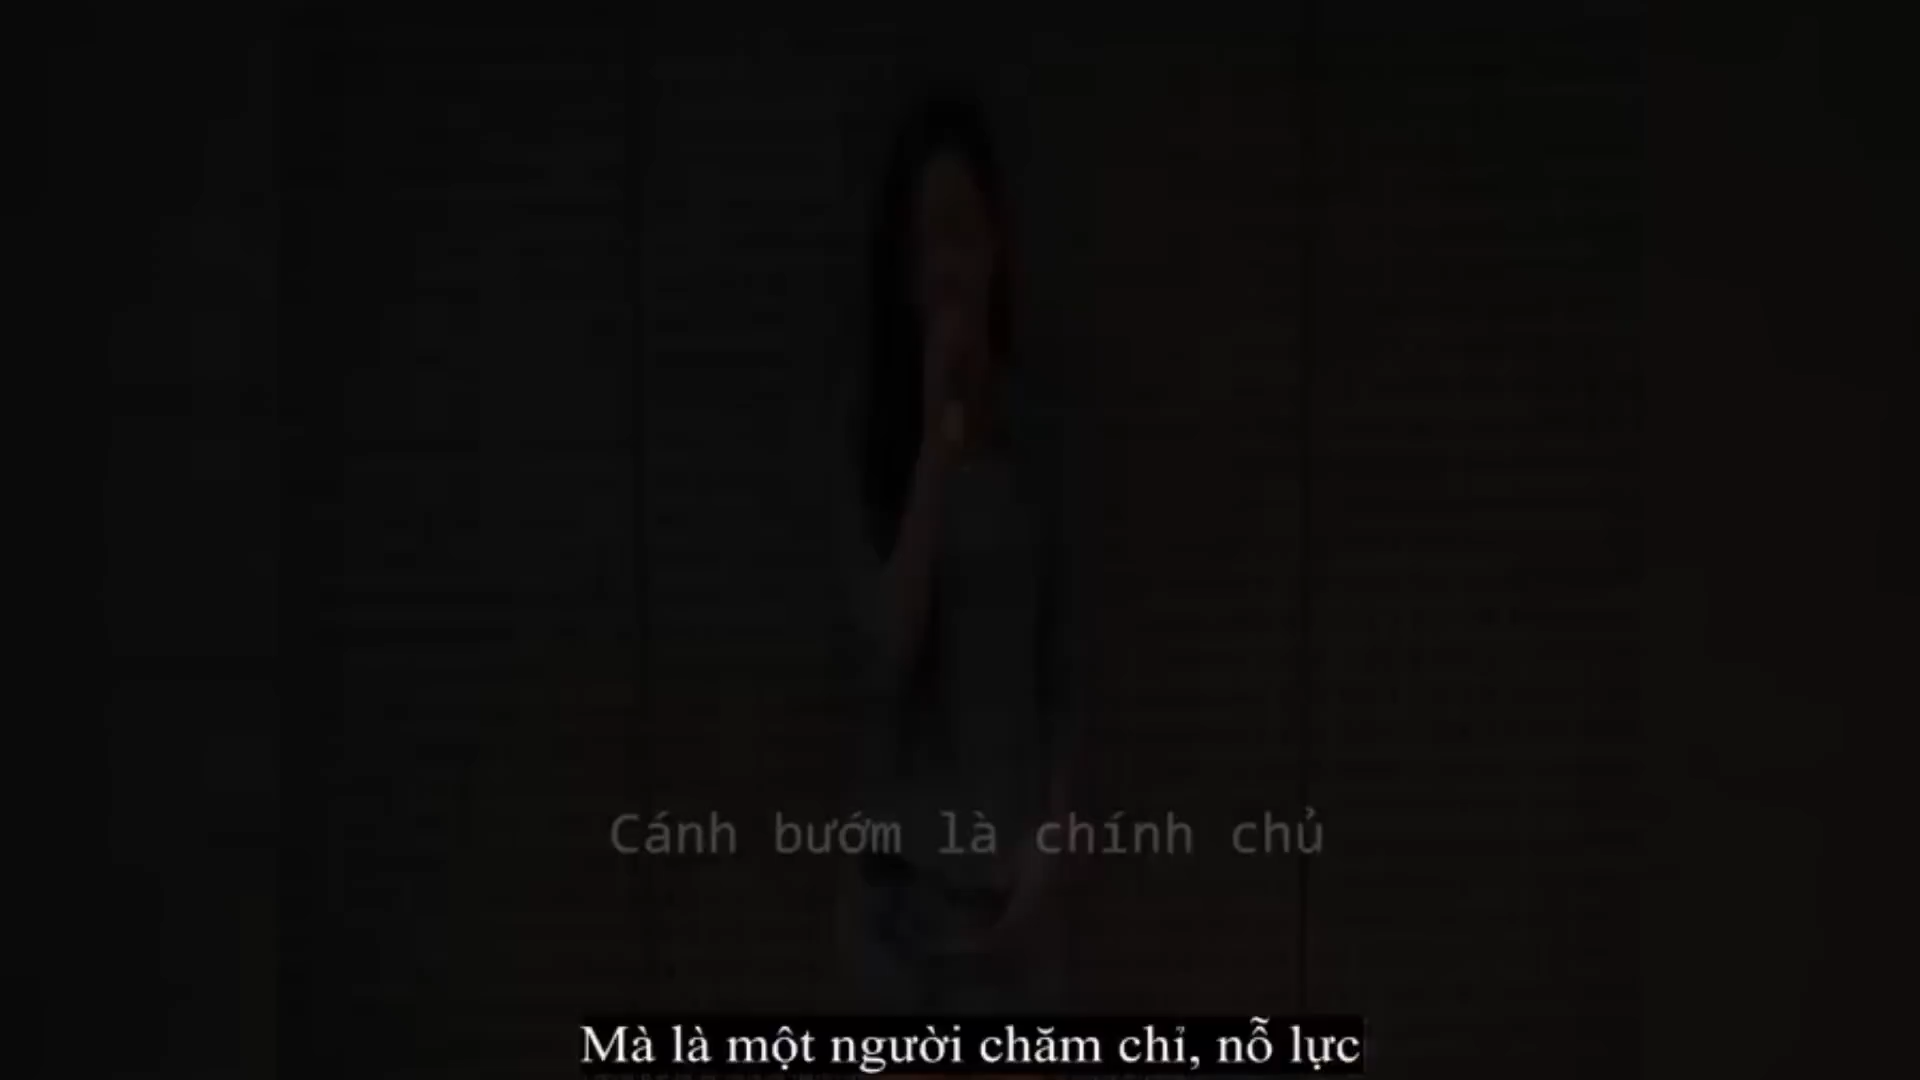 Cánh bướm là chính chủ
Mà là một người chăm chỉ, nỗ lực